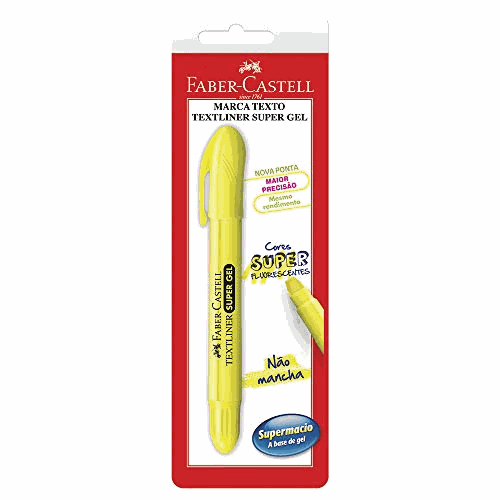 FABER-CASTELL
since 1761
MARCA TEXTO
TEXTLINER SUPER GEL
NOVA PONTA
MAIOR
PRECISÃO
Mesmo
rendimento
Cores
SUPER
FLUORESCENTES
FABER-CASTELL
TEXTLINER SUPER GEL
Não
mancha
Supermacio
A base de gel